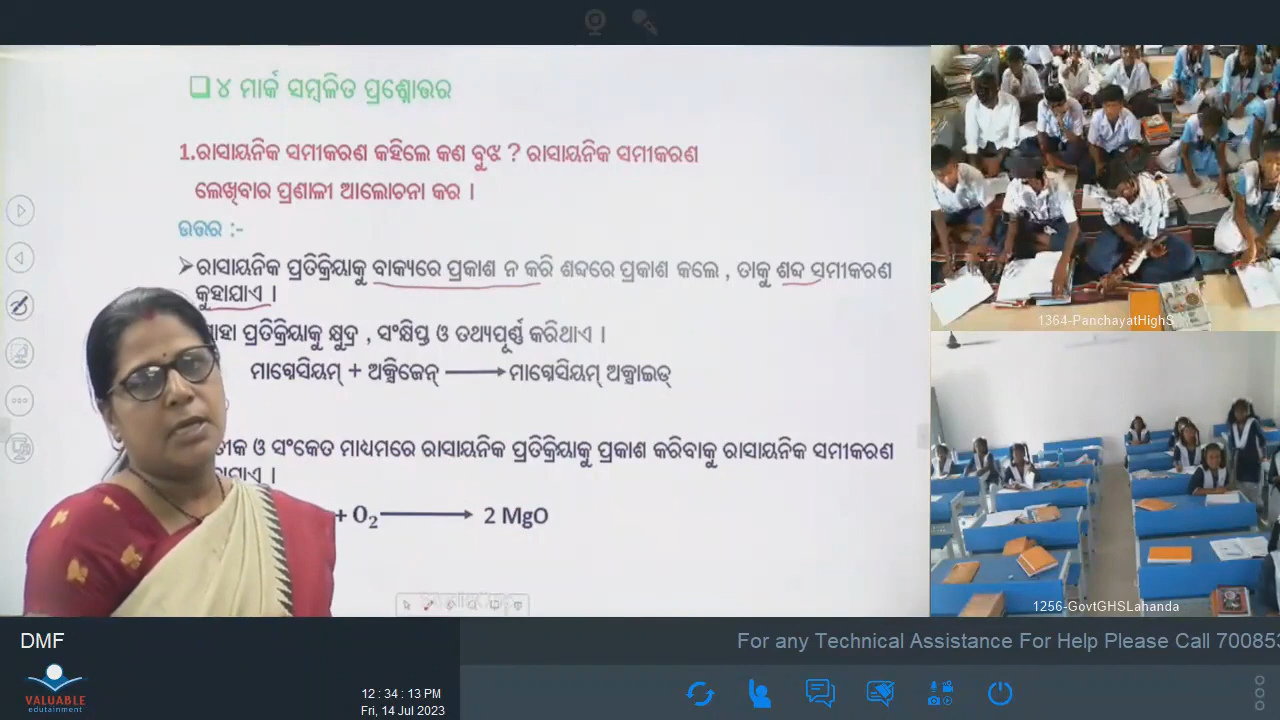 ୪ ମାର୍କ ସମ୍ବଳିତ ପ୍ରଶ୍ନୋତ୍ତର
1.ରାସାୟନିକ ସମୀକରଣ କହିଲେ କଣ ବୁଝ ? ରାସାୟନିକ ସମୀକରଣ
ଲେଖିବାର ପ୍ରଣାଳୀ ଆଲୋଚନା କର ।
ଉତ୍ତର :-
ରାସାୟନିକ ପ୍ରତିକ୍ରିୟାକୁ ବାକ୍ୟରେ ପ୍ରକାଶ ନ କରି ଶବ୍ଦରେ ପ୍ରକାଶ କଲେ , ତାକୁ ଶବ୍ଦ ସମୀକରଣ
କୁହାଯାଏ ।
ପ୍ରତିକ୍ରିୟାକୁ କ୍ଷୁଦ୍ର , ସଂକ୍ଷିପ୍ତ ଓ ତଥ୍ୟପୂର୍ଣ୍ଣ କରିଥାଏ ।
ମାଗ୍ନେସିୟମ୍ + ଅକ୍ସିଜେନ୍ ⟶ ମାଗ୍ନେସିୟମ୍ ଅକ୍ସାଇଡ୍
ଓ ସଂକେତ ମାଧ୍ୟମରେ ରାସାୟନିକ ପ୍ରତିକ୍ରିୟାକୁ ପ୍ରକାଶ କରିବାକୁ ରାସାୟନିକ ସମୀକରଣ
+ O₂ ⟶ 2 MgO
1364-PanchayatHighS
1256-GovtGHSLahanda
DMF
For any Technical Assistance For Help Please Call 70085
VALUABLE
edutainment
12 : 34 : 13 PM
Fri, 14 Jul 2023